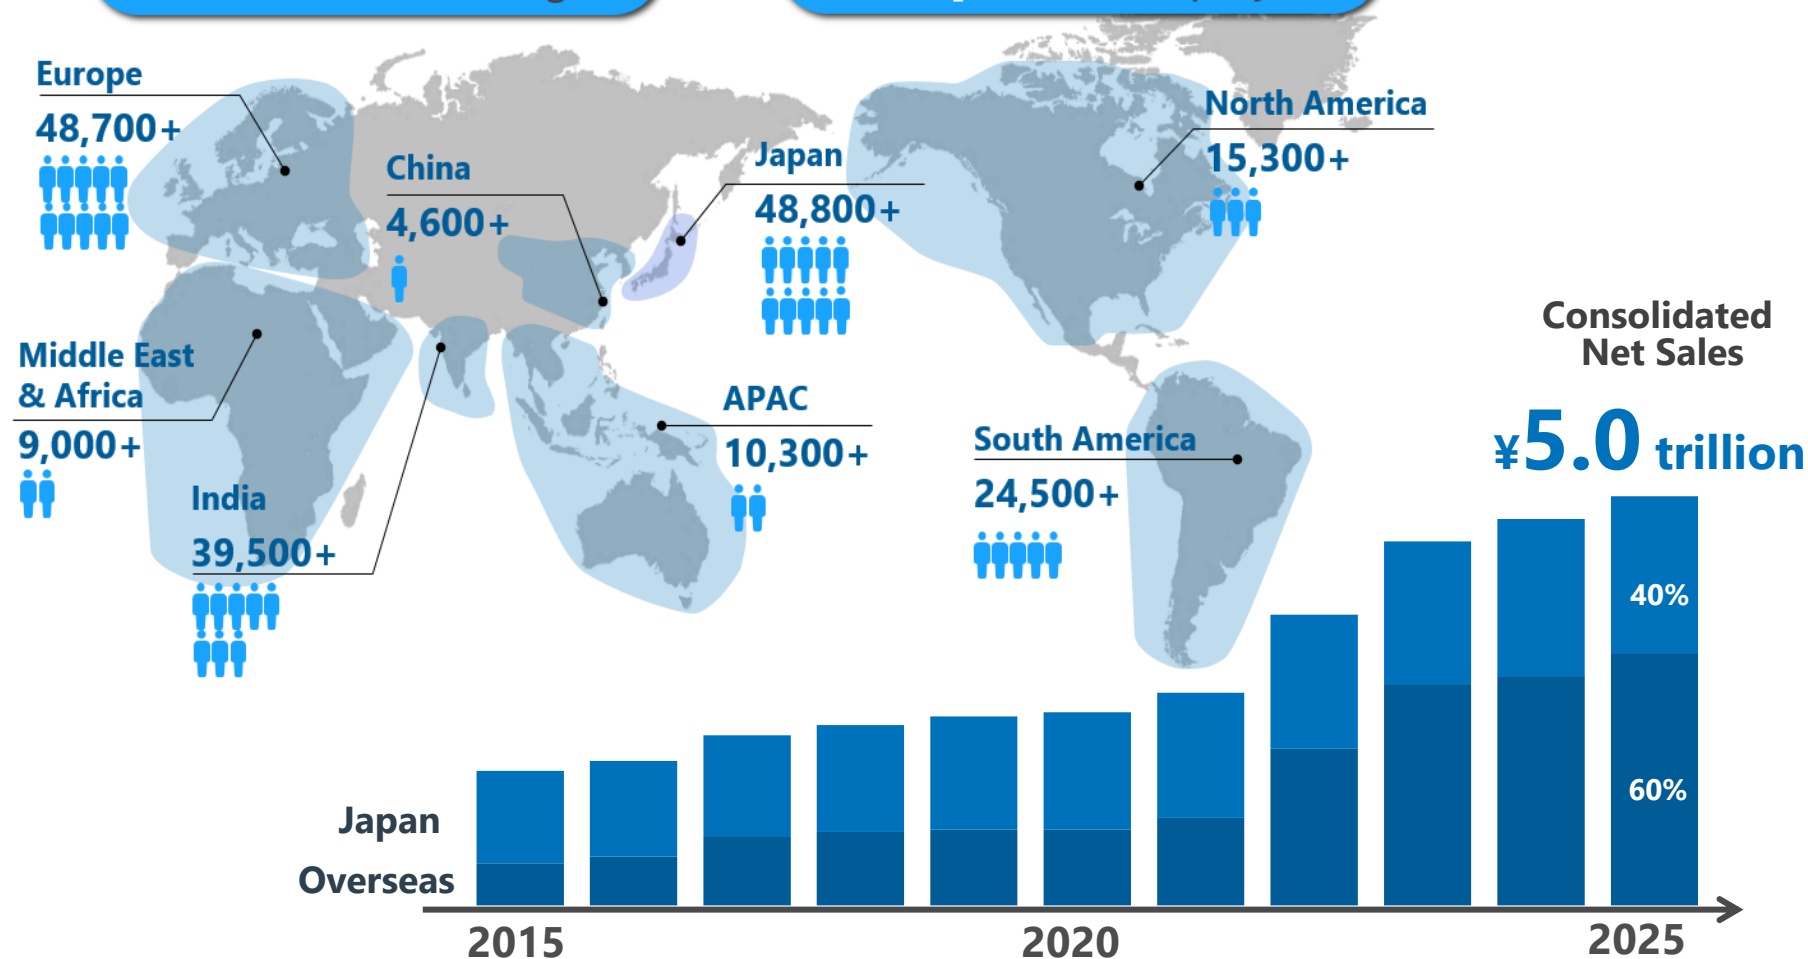 Europe
48,700+
China
4,600+
Japan
48,800+
North America
15,300+
Middle East
& Africa
9,000+
India
39,500+
APAC
10,300+
South America
24,500+
Consolidated
Net Sales
¥5.0 trillion
40%
60%
Japan
Overseas
2015
2020
2025